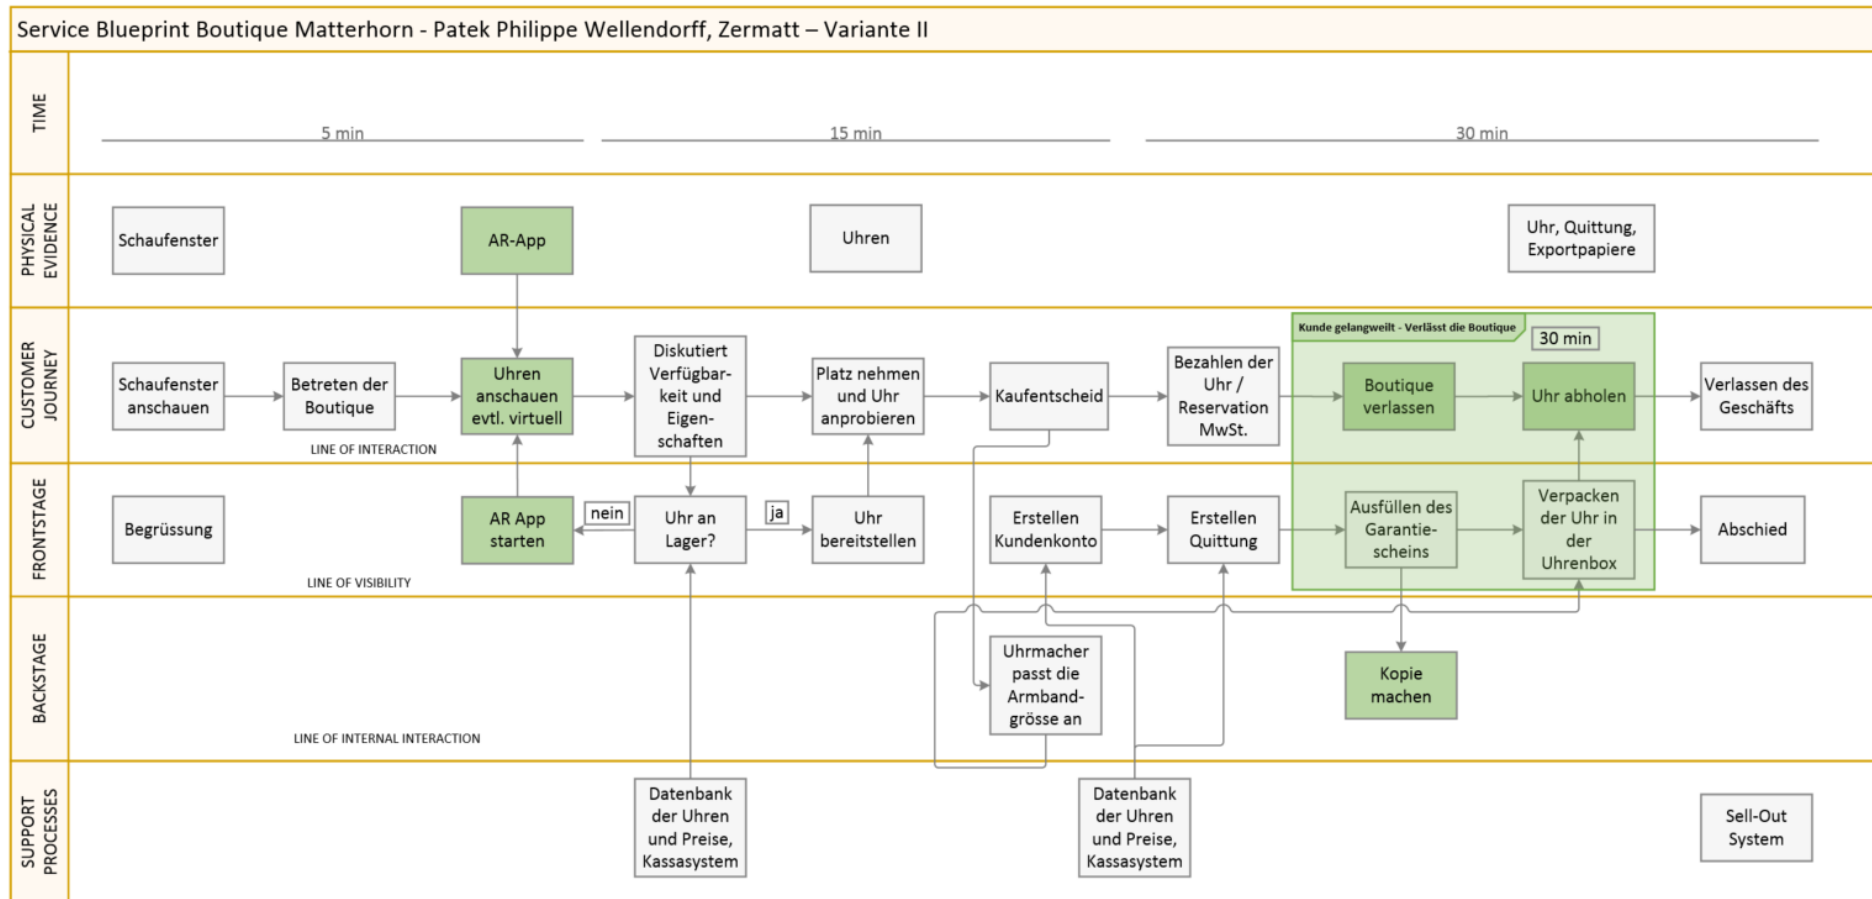 Service Blueprint Boutique Matterhorn - Patek Philippe Wellendorff, Zermatt – Variante II
TIME
5 min
15 min
30 min
PHYSICAL
EVIDENCE
Schaufenster
AR-App
Uhren
Uhr, Quittung,
Exportpapiere
CUSTOMER
JOURNEY
Schaufenster
anschauen
Betreten der
Boutique
Uhren
anschauen
evtl. virtuell
Diskutiert
Verfügbar-
keit und
Eigen-
schaften
Platz nehmen
und Uhr
anprobieren
Kaufentscheid
Bezahlen der
Uhr /
Reservation
MwSt.
Kunde gelangweilt - Verlässt die Boutique
30 min
Boutique
verlassen
Uhr abholen
Verlassen des
Geschäfts
LINE OF INTERACTION
FRONTSTAGE
Begrüssung
AR App
starten
nein
Uhr an
Lager?
ja
Uhr
bereitstellen
Erstellen
Kundenkonto
Erstellen
Quittung
Ausfüllen des
Garantie-
scheins
Verpacken
der Uhr in
der
Uhrenbox
Abschied
LINE OF VISIBILITY
BACKSTAGE
Uhrmacher
passt die
Armband-
grösse an
Kopie
machen
LINE OF INTERNAL INTERACTION
SUPPORT
PROCESSES
Datenbank
der Uhren
und Preise,
Kassasystem
Datenbank
der Uhren
und Preise,
Kassasystem
Sell-Out
System